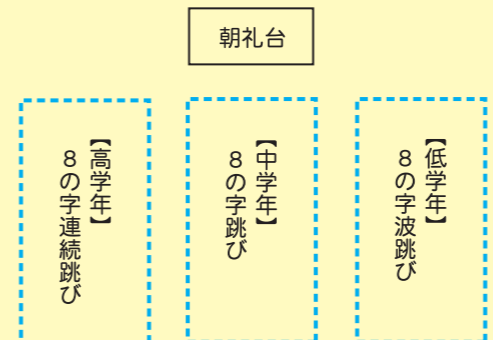 朝礼台
【低学年】
８の字波跳び
【中学年】
８の字跳び
【高学年】
８の字連続跳び